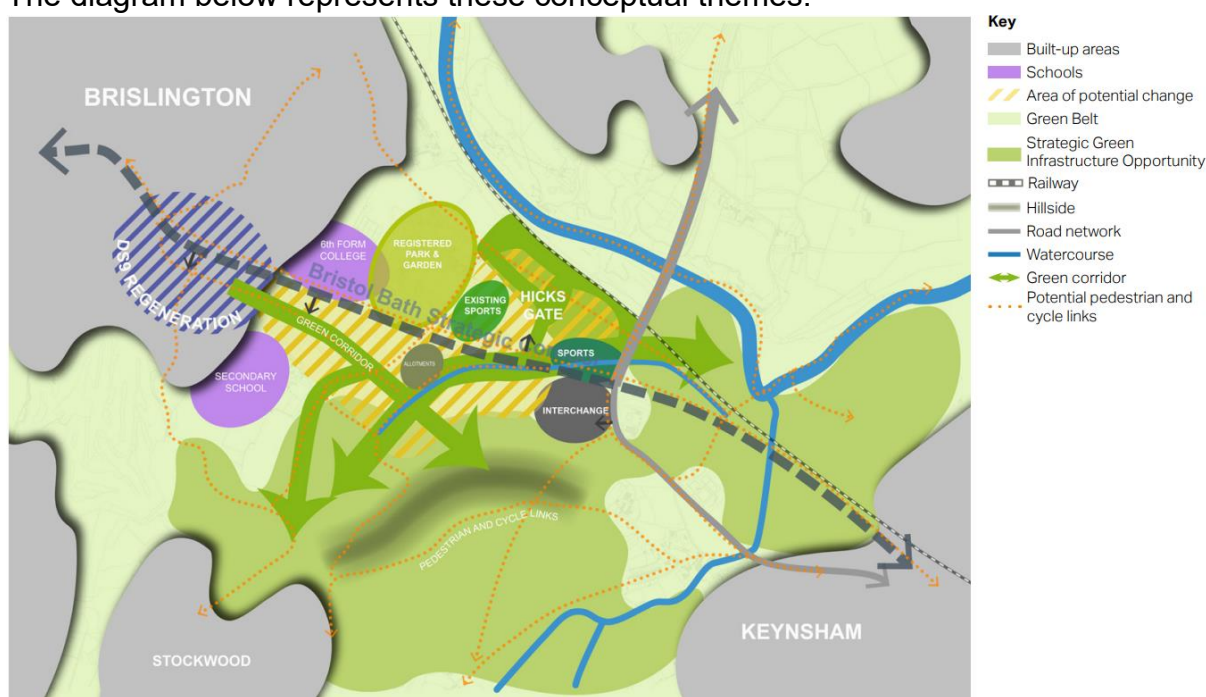 The diagram below represents these conceptual themes.
BRISLINGTON
DS9 REGENERATION
6th FORM
COLLEGE
REGISTERED
PARK &
GARDEN
Bristol Bath Strategic
EXISTING
SPORTS
HICKS
GATE
GREEN CORRIDOR
ALLOTMENTS
SPORTS
SECONDARY
SCHOOL
INTERCHANGE
PEDESTRIAN AND CYCLE LINKS
STOCKWOOD
KEYNSHAM
Key
Built-up areas
Schools
Area of potential change
Green Belt
Strategic Green
Infrastructure Opportunity
Railway
Hillside
Road network
Watercourse
Green corridor
Potential pedestrian and
cycle links